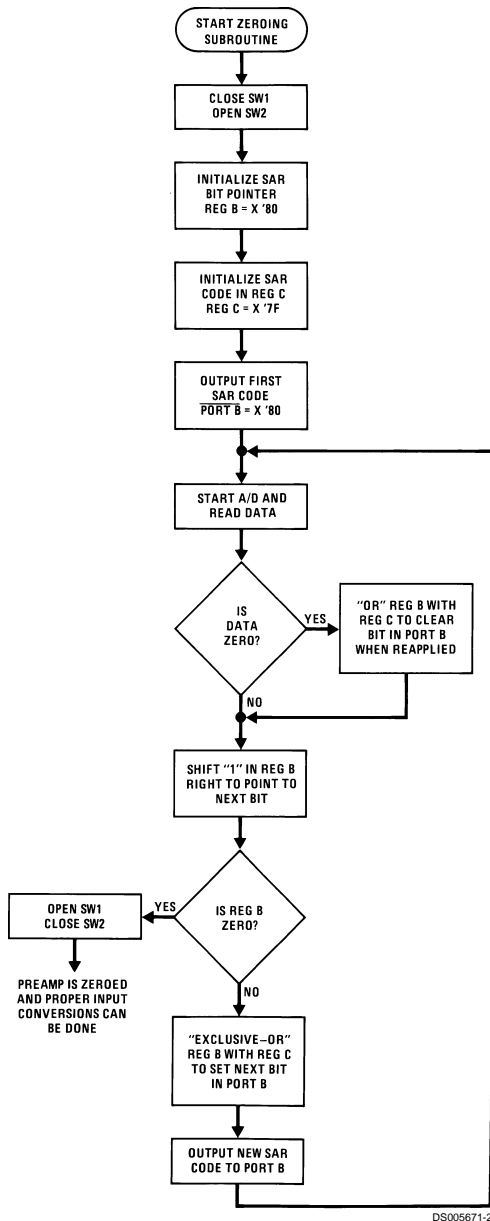 START ZEROING
SUBROUTINE
CLOSE SW1
OPEN SW2
INITIALIZE SAR
BIT POINTER
REG B = X '80
INITIALIZE SAR
CODE IN REG C
REG C = X '7F
OUTPUT FIRST
SAR CODE
PORT B = X '80
START A/D AND
READ DATA
IS
DATA
ZERO?
YES
"OR" REG B WITH
REG C TO CLEAR
BIT IN PORT B
WHEN REAPPLIED
NO
SHIFT "1" IN REG B
RIGHT TO POINT TO
NEXT BIT
IS REG B
ZERO?
YES
OPEN SW1
CLOSE SW2
PREAMP IS ZEROED
AND PROPER INPUT
CONVERSIONS CAN
BE DONE
NO
"EXCLUSIVE–OR"
REG B WITH REG C
TO SET NEXT BIT
IN PORT B
OUTPUT NEW SAR
CODE TO PORT B
DS005671-2